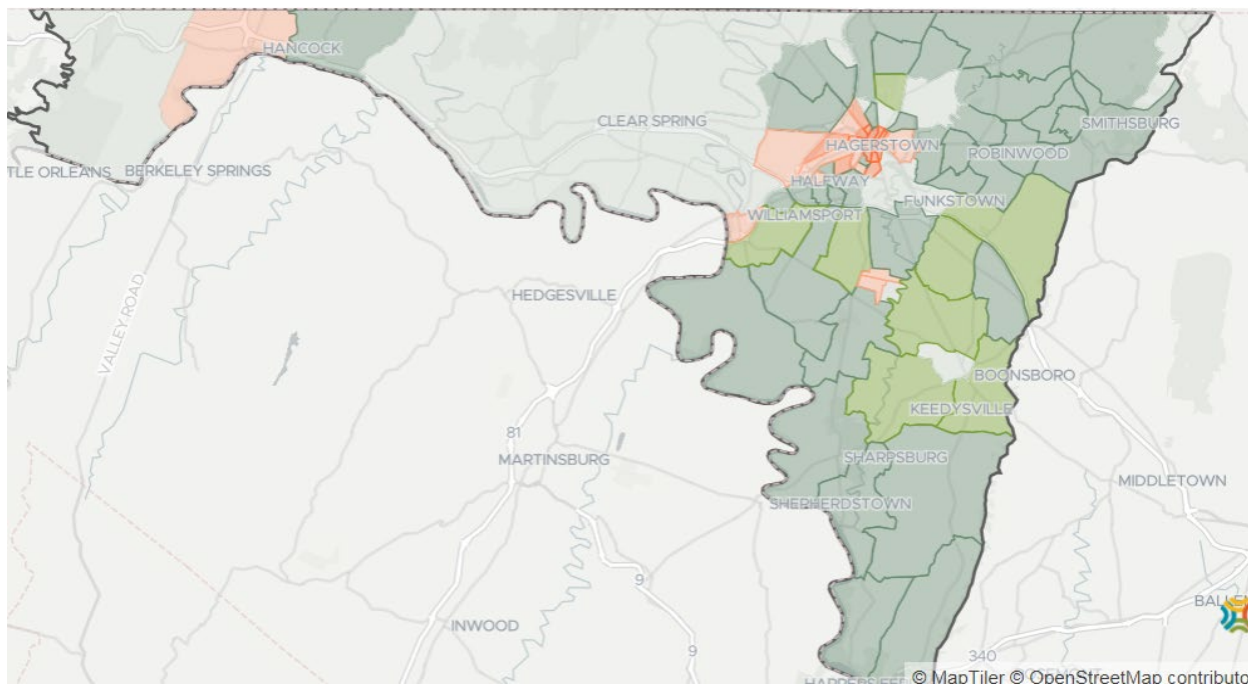 HANCOCK
CLEAR SPRING
SMITHSBURG
HAGERSTOWN
ROBINWOOD
TLE ORLEANS
BERKELEY SPRINGS
HALFWAY
FUNKSTOWN
WILLIAMSPORT
HEDGESVILLE
VALLEY ROAD
BOONSBORO
KEEDYSVILLE
81
MARTINSBURG
SHARPSBURG
MIDDLETOWN
SHEPHERDSTOWN
9
BALLEN
INWOOD
9
340
© MapTiler © OpenStreetMap contributo